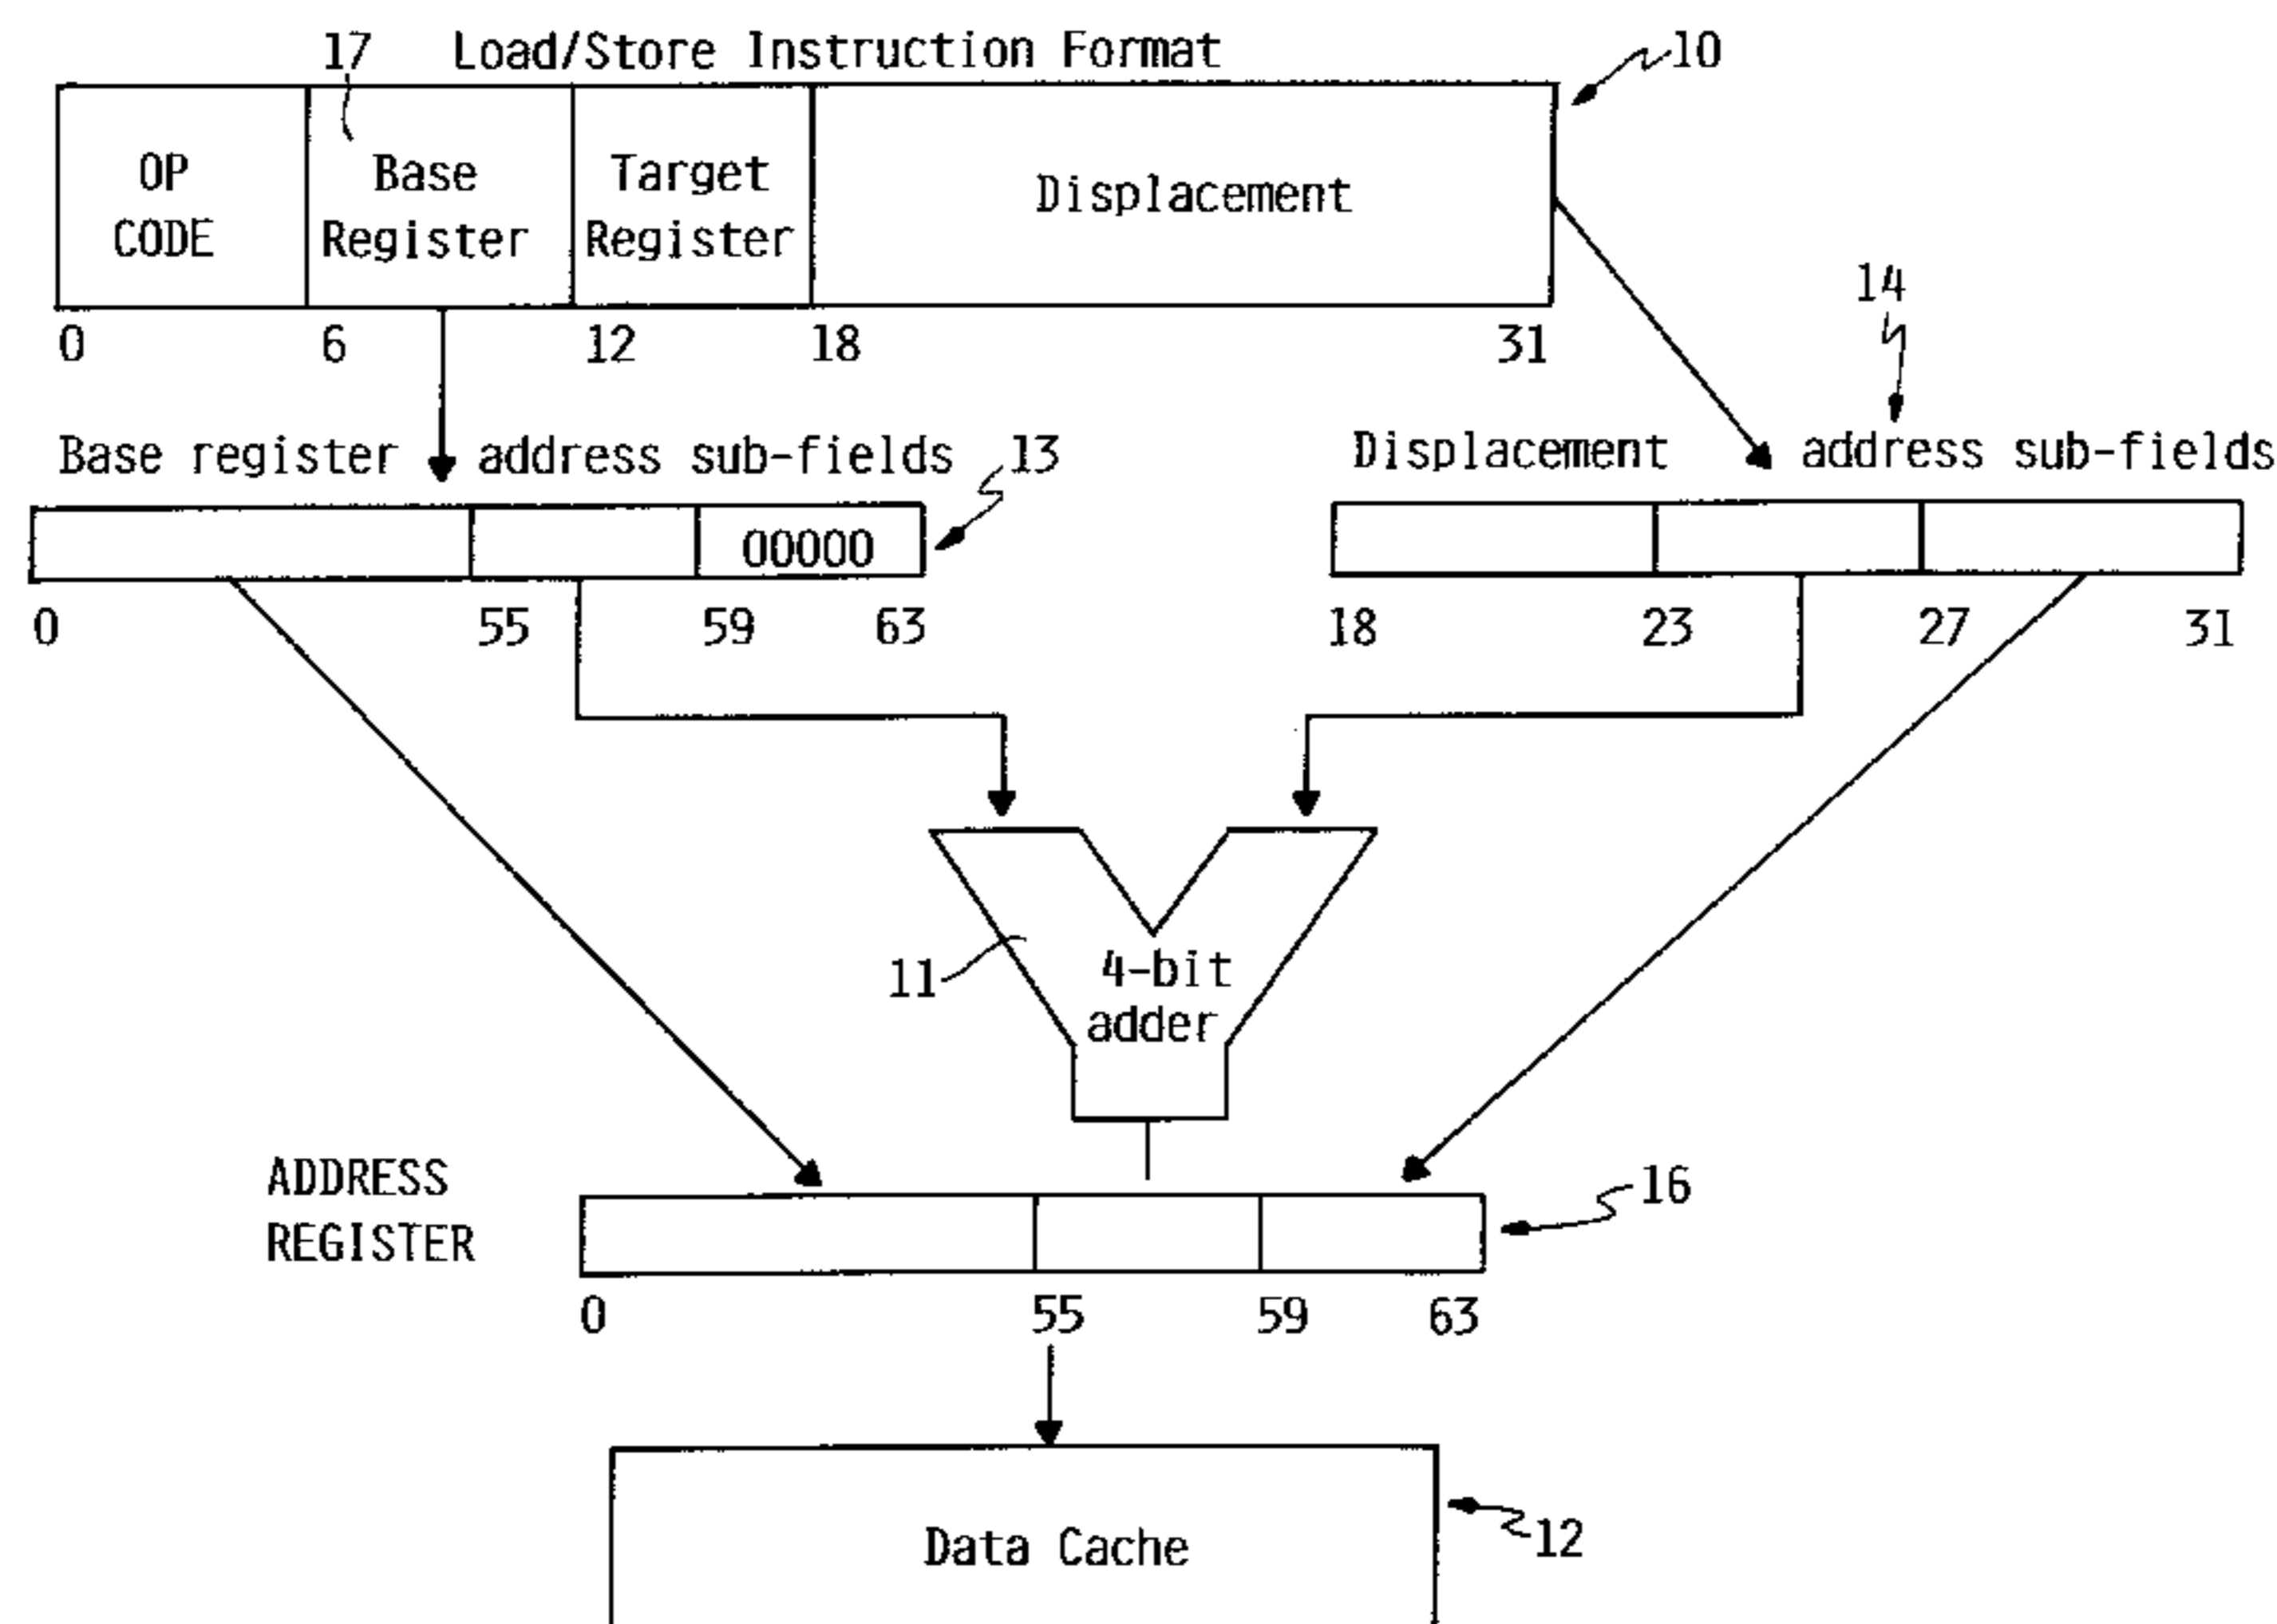 17 Load/Store Instruction Format 10
OP CODE
Base Register
Target Register
Displacement
0 6 12 18 31
14
Base register address sub-fields 13
Displacement address sub-fields
00000
0 55 59 63
18 23 27 31
11
4-bit
adder
ADDRESS
REGISTER
16
0 55 59 63
Data Cache
12